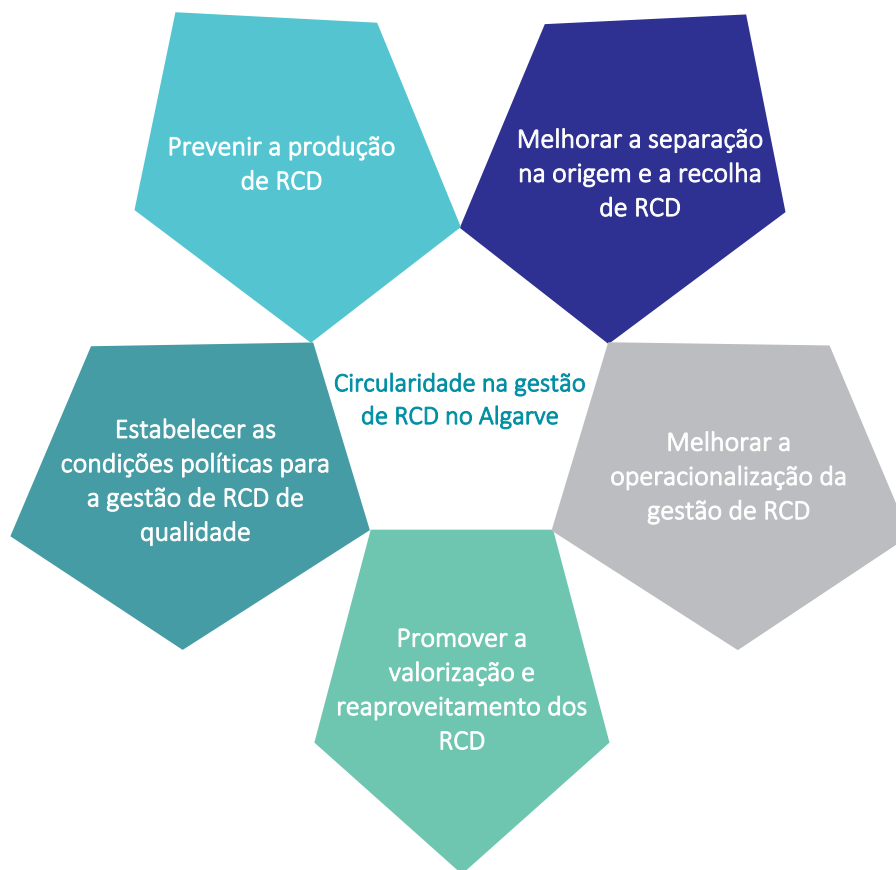 Prevenir a produção
de RCD
Melhorar a separação
na origem e a recolha
de RCD
Circularidade na gestão
de RCD no Algarve
Estabelecer as
condições políticas para
a gestão de RCD de
qualidade
Melhorar a
operacionalização da
gestão de RCD
Promover a
valorização e
reaproveitamento dos
RCD